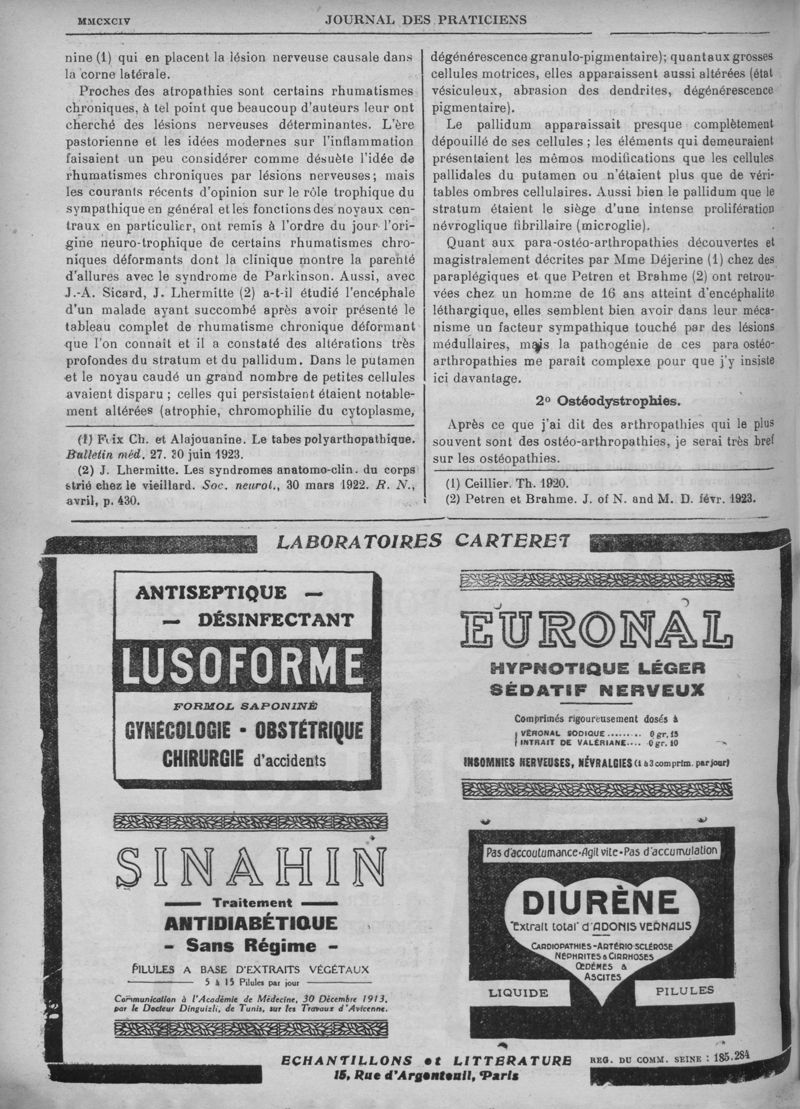 MMCXCIV
JOURNAL DES PRATICIENS
nine (1) qui en placent la lésion nerveuse causale dans
la corne latérale.
Proches des atropathies sont certains rhumatismes
chroniques, à tel point que beaucoup d'auteurs leur ont
cherché des lésions nerveuses déterminantes. L'ère
pastorienne et les idées modernes sur l'inflammation
faisaient un peu considérer comme désuète l'idée de
rhumatismes chroniques par lésions nerveuses; mais
les courants récents d'opinion sur le rôle trophique du
sympathique en général et les fonctions des noyaux cen-
traux en particulier, ont remis à l'ordre du jour l'ori-
gine neuro-trophique de certains rhumatismes chro-
niques déformants dont la clinique montre la parenté
d'allures avec le syndrome de Parkinson. Aussi, avec
J.-A. Sicard, J. Lhermitte (2) a-t-il étudié l'encéphale
d'un malade ayant succombé après avoir présenté le
tableau complet de rhumatisme chronique déformant
que l'on connaît et il a constaté des altérations très
profondes du stratum et du pallidum. Dans le putamen
et le noyau caudé un grand nombre de petites cellules
avaient disparu; celles qui persistaient étaient notable-
ment altérées (atrophie, chromophilie du cytoplasme,
(1) Foix Ch. et Alajouanine. Le tabes polyarthopathique.
Bulletin méd. 27. 30 juin 1923.
(2) J. Lhermitte. Les syndromes anatomo-clin. du corps
strié chez le vieillard. Soc. neurol., 30 mars 1922. R. N.,
avril, p. 430.
dégénérescence granulo-pigmentaire); quant aux grosses
cellules motrices, elles apparaissent aussi altérées (état
vésiculeux, abrasion des dendrites, dégénérescence
pigmentaire).
Le pallidum apparaissait presque complètement
dépouillé de ses cellules; les éléments qui demeuraient
présentaient les mêmos modifications que les cellules
pallidales du putamen ou n'étaient plus que de véri-
tables ombres cellulaires. Aussi bien le pallidum que le
stratum étaient le siège d'une intense prolifération
névroglique fibrillaire (microglie).
Quant aux para-ostéo-arthropathies découvertes et
magistralement décrites par Mme Déjerine (1) chez des
paraplégiques et que Petren et Brahme (2) ont retrou-
vées chez un homme de 16 ans atteint d'encéphalite
léthargique, elles semblent bien avoir dans leur méca-
nisme un facteur sympathique touché par des lésions
médullaires, mais la pathogénie de ces para ostéo-
arthropathies me paraît complexe pour que j'y insiste
ici davantage.
2º Ostéodystrophies.
Après ce que j'ai dit des arthropathies qui le plus
souvent sont des ostéo-arthropathies, je serai très bref
sur les ostéopathies.
(1) Ceillier. Th. 1920.
(2) Petren et Brahme. J. of N. and M. D. févr. 1923.
LABORATOIRES CARTERET
ANTISEPTIQUE —
— DÉSINFECTANT
LUSOFORME
FORMOL SAPONINÉ
GYNÉCOLOGIE · OBSTÉTRIQUE
CHIRURGIE d'accidents
SINAHIN
Traitement
ANTIDIABÉTIQUE
- Sans Régime -
PILULES A BASE D'EXTRAITS VÉGÉTAUX
5 à 15 Pilules par jour
Communication à l'Académie de Médecine, 30 Décembre 1913,
par le Docteur Dinguizli, de Tunis, sur les Travaux d'Avicenne.
EURONAL
HYPNOTIQUE LÉGER
SÉDATIF NERVEUX
Comprimés rigoureusement dosés à
VÉRONAL SODIQUE........ 0 gr,15
INTRAIT DE VALÉRIANE.... 0 gr. 10
INSOMNIES NERVEUSES, NÉVRALGIES (1 à 3 comprim. par jour)
Pas d'accoutumance-Agit vite-Pas d'accumulation
DIURÈNE
"Extrait total" d'ADONIS VERNALIS
CARDIOPATHIES-ARTÉRIO-SCLÉROSE
NÉPHRITES & CIRRHOSES
ŒDÈMES &
ASCITES
LIQUIDE
PILULES
ECHANTILLONS et LITTÉRATURE
REG. DU COMM. SEINE : 185.284
15, Rue d'Argenteuil, Paris